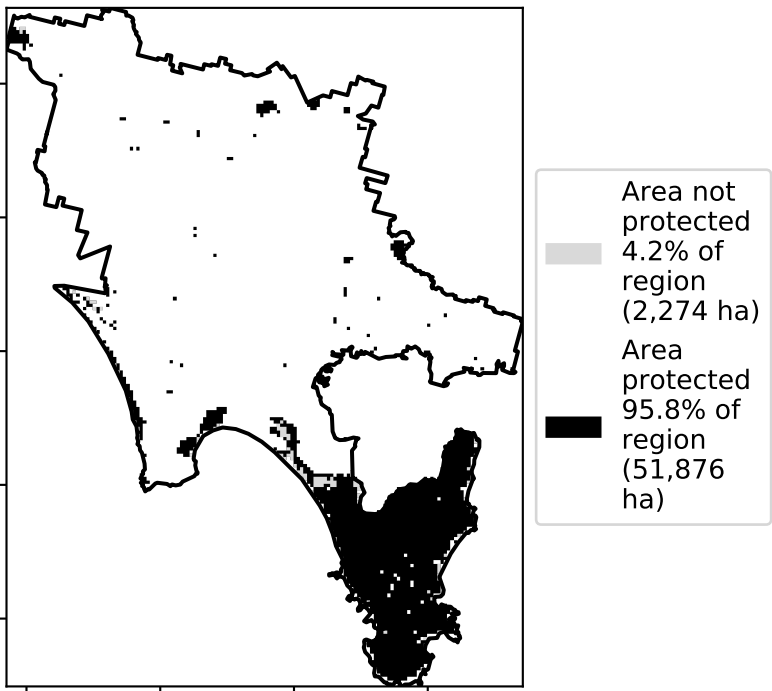 Area not
protected
4.2% of
region
(2,274 ha)
Area
protected
95.8% of
region
(51,876
ha)